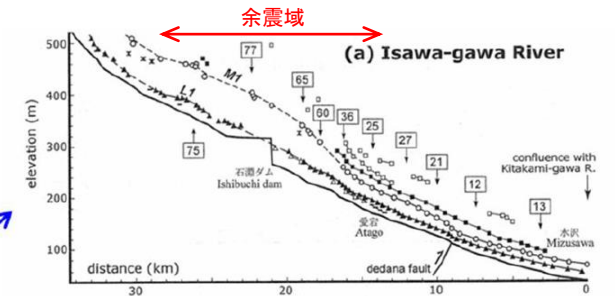 余震域
(a) Isawa-gawa River
500
400
300
200
100
elevation (m)
M1
L1
77
65
60
36
25
27
21
12
13
75
石淵ダム
Ishibuchi dam
愛宕
Atago
confluence with
Kitakami-gawa R.
水沢
Mizusawa
dedana fault
distance (km)
30
20
10
0